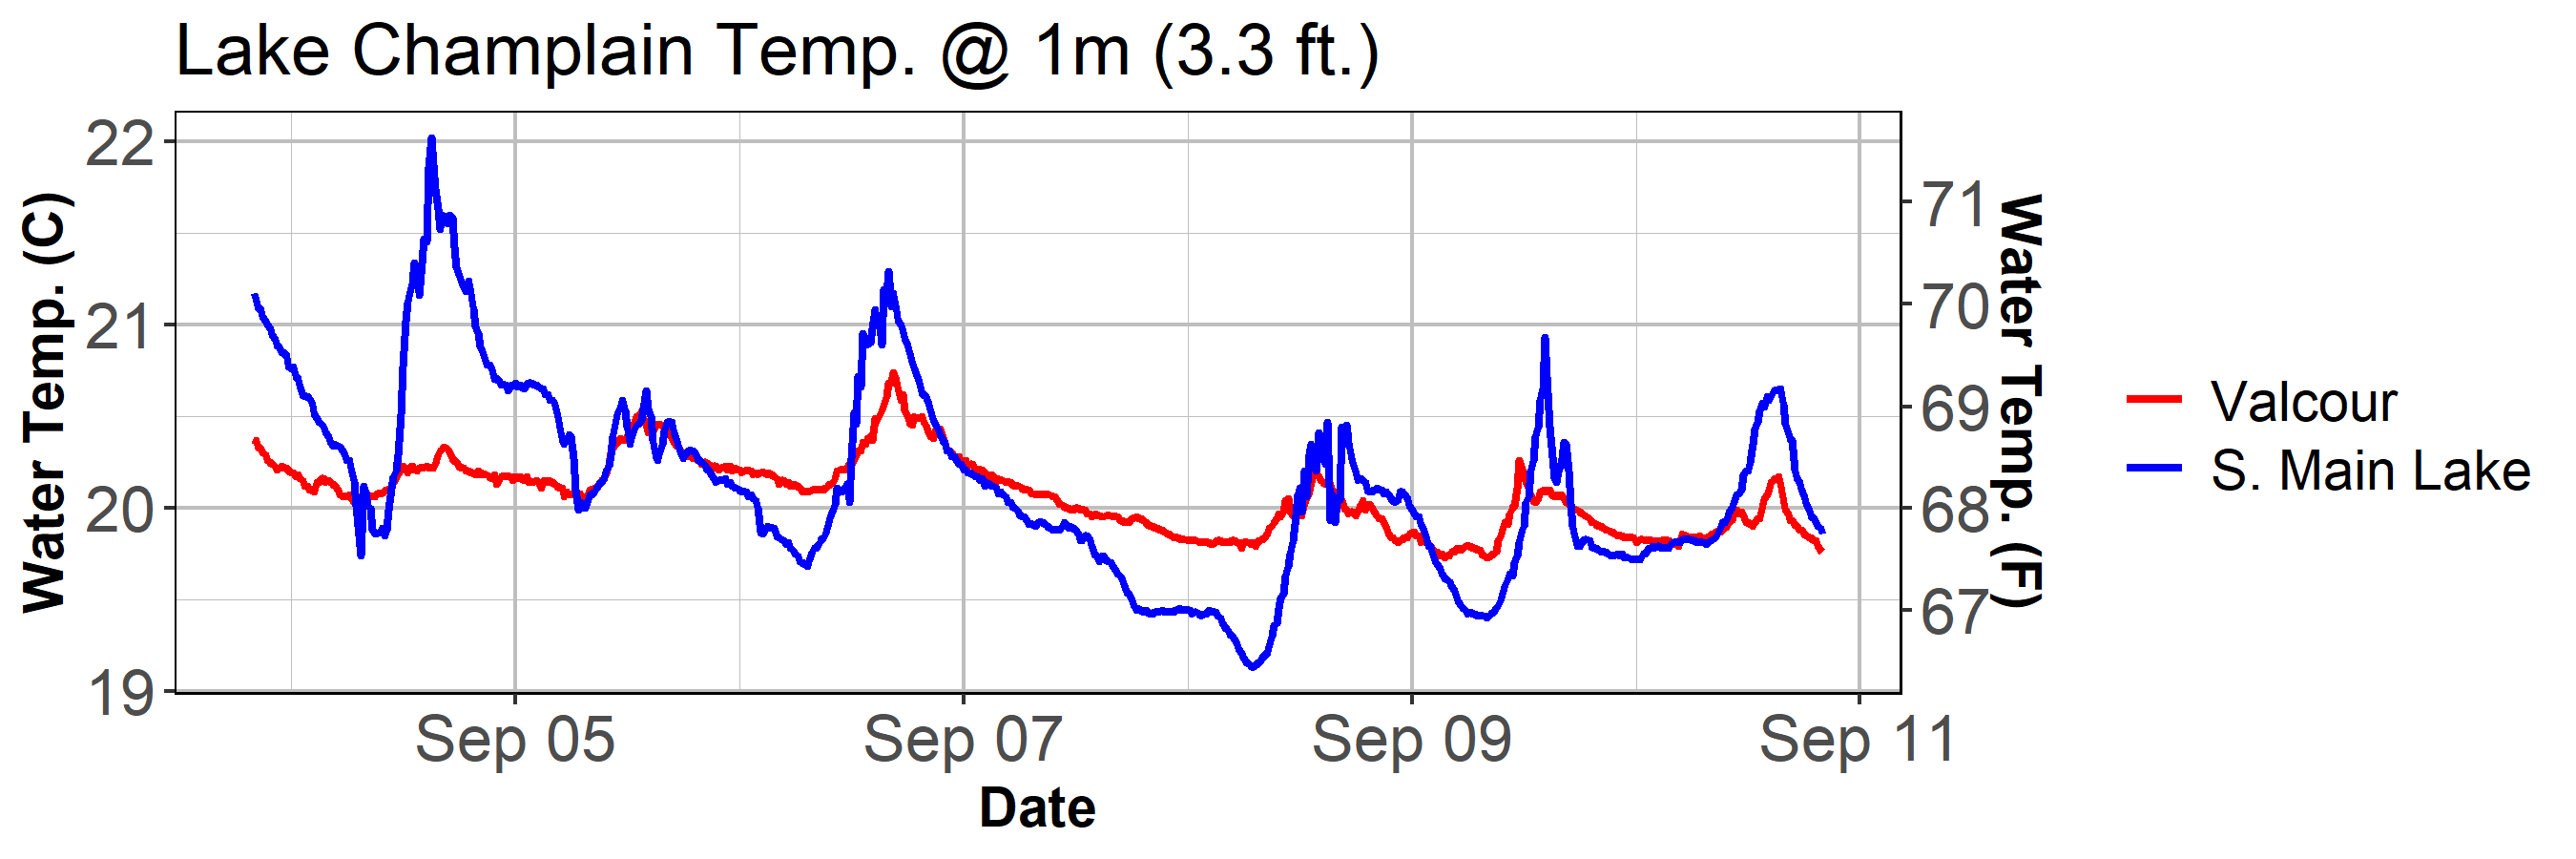 Lake Champlain Temp. @ 1m (3.3 ft.)
Water Temp. (C)
22
21
20
19
71
70
69
68
67
Water Temp. (F)
Sep 05
Sep 07
Sep 09
Sep 11
Date
Valcour
S. Main Lake